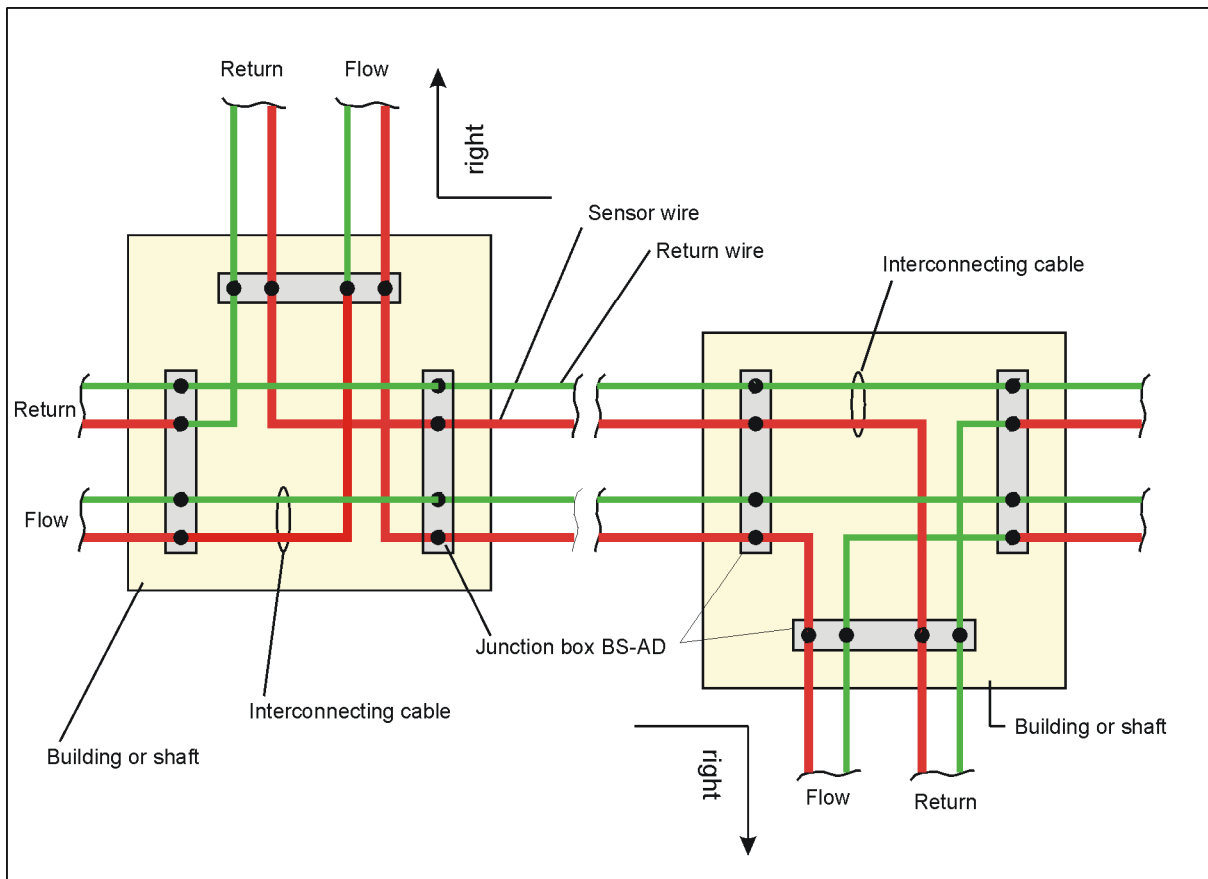 Return
Flow
right
Sensor wire
Return wire
Interconnecting cable
Return
Flow
Junction box BS-AD
Interconnecting cable
Building or shaft
right
Building or shaft
Flow
Return